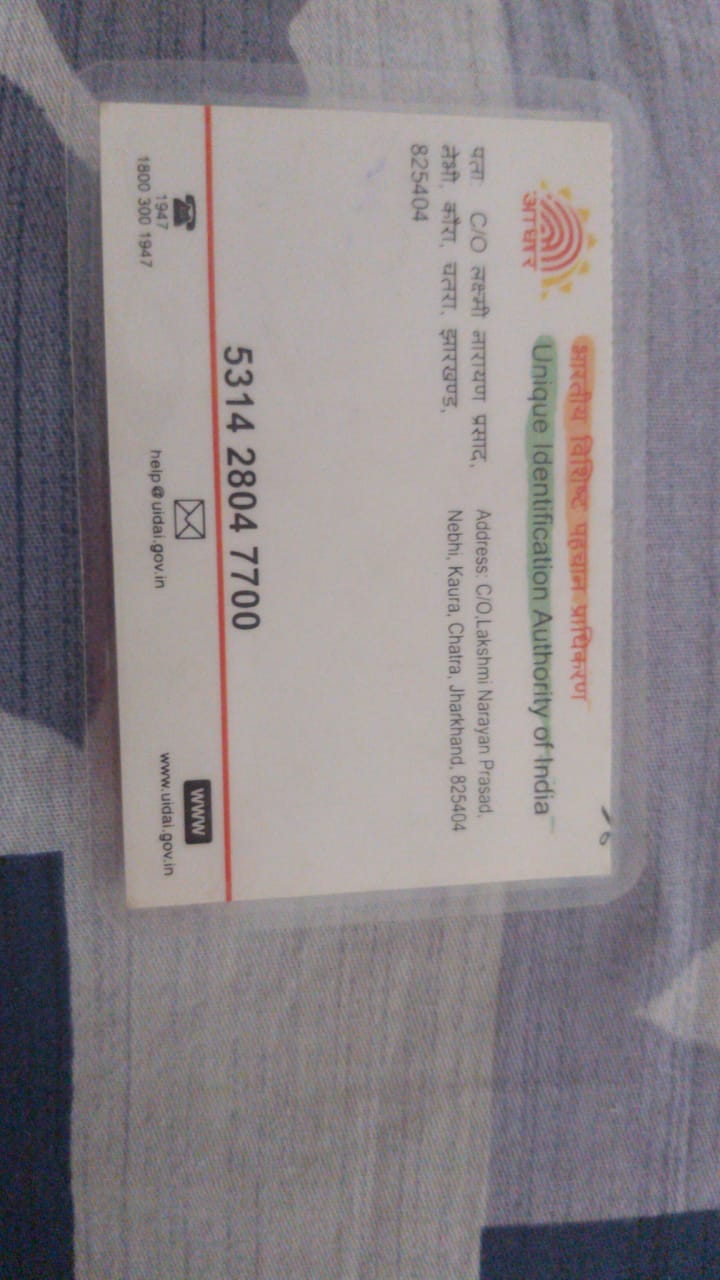 भारतीय विशिष्ट पहचान प्राधिकरण
Unique Identification Authority of India
आधार
पता: C/O लक्ष्मी नारायण प्रसाद,
नेभी, कौरा, चतरा, झारखण्ड,
825404
Address: C/O,Lakshmi Narayan Prasad,
Nebhi, Kaura, Chatra, Jharkhand, 825404
5314 2804 7700
1947
1800 300 1947
help@uidai.gov.in
www
www.uidai.gov.in